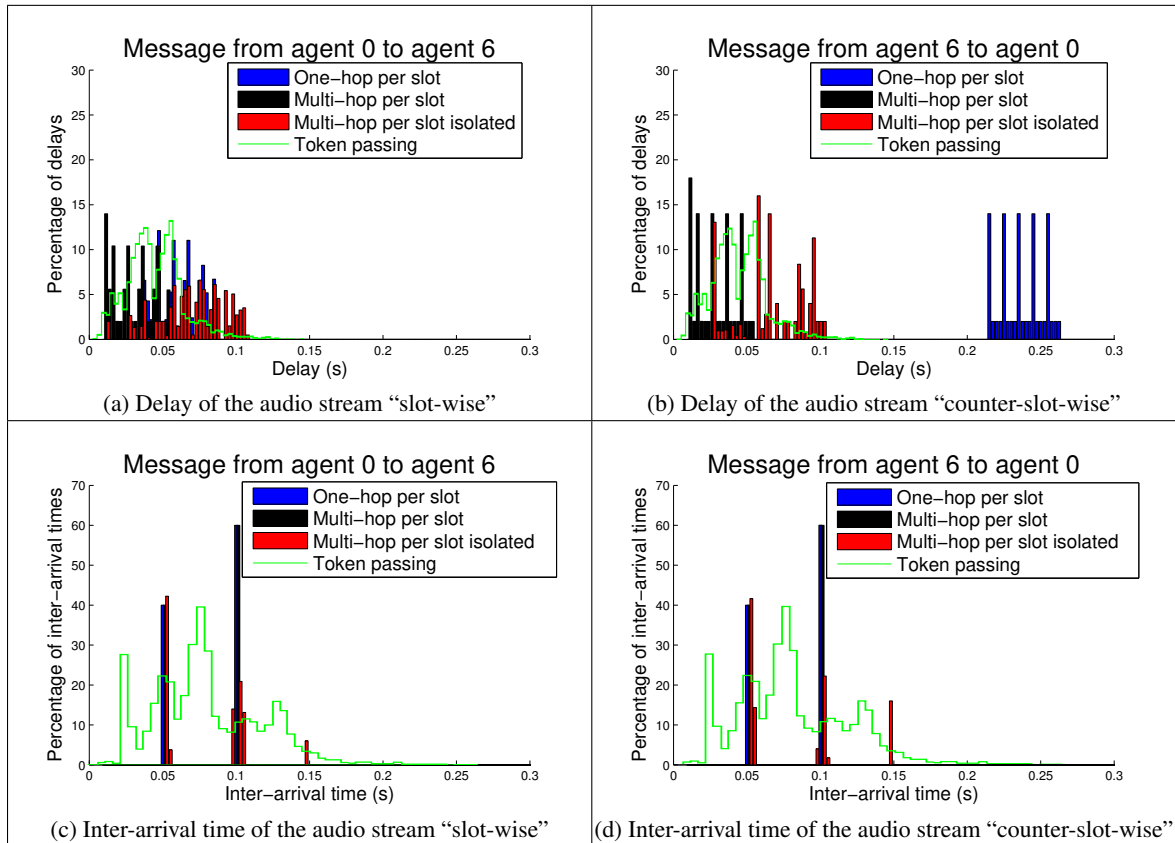 Message from agent 0 to agent 6
30
25
20
15
10
5
0
Percentage of delays
One-hop per slot
Multi-hop per slot
Multi-hop per slot isolated
Token passing
0 0.05 0.1 0.15 0.2 0.25 0.3
Delay (s)
(a) Delay of the audio stream “slot-wise”
Message from agent 6 to agent 0
30
25
20
15
10
5
0
Percentage of delays
One-hop per slot
Multi-hop per slot
Multi-hop per slot isolated
Token passing
0 0.05 0.1 0.15 0.2 0.25 0.3
Delay (s)
(b) Delay of the audio stream “counter-slot-wise”
Message from agent 0 to agent 6
70
60
50
40
30
20
10
0
Percentage of inter-arrival times
One-hop per slot
Multi-hop per slot
Multi-hop per slot isolated
Token passing
0 0.05 0.1 0.15 0.2 0.25 0.3
Inter-arrival time (s)
(c) Inter-arrival time of the audio stream “slot-wise”
Message from agent 6 to agent 0
70
60
50
40
30
20
10
0
Percentage of inter-arrival times
One-hop per slot
Multi-hop per slot
Multi-hop per slot isolated
Token passing
0 0.05 0.1 0.15 0.2 0.25 0.3
Inter-arrival time (s)
(d) Inter-arrival time of the audio stream “counter-slot-wise”